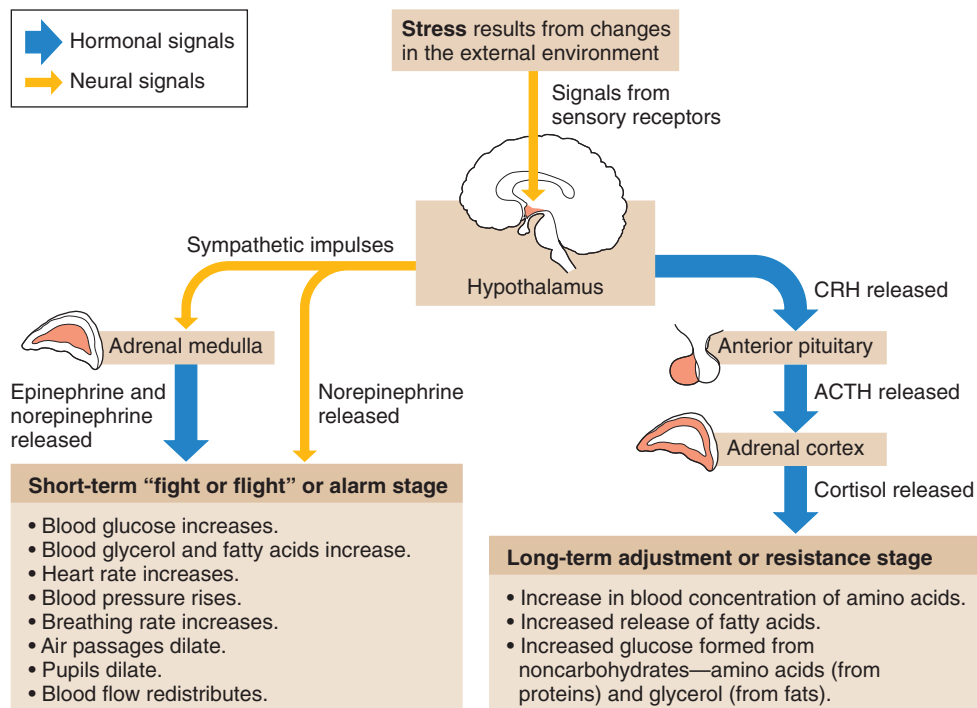 Hormonal signals
Neural signals
Stress results from changes
in the external environment
Signals from
sensory receptors
Hypothalamus
Sympathetic impulses
Adrenal medulla
Epinephrine and
norepinephrine
released
Norepinephrine
released
CRH released
Anterior pituitary
ACTH released
Adrenal cortex
Cortisol released
Short-term “fight or flight” or alarm stage
• Blood glucose increases.
• Blood glycerol and fatty acids increase.
• Heart rate increases.
• Blood pressure rises.
• Breathing rate increases.
• Air passages dilate.
• Pupils dilate.
• Blood flow redistributes.
Long-term adjustment or resistance stage
• Increase in blood concentration of amino acids.
• Increased release of fatty acids.
• Increased glucose formed from
noncarbohydrates—amino acids (from
proteins) and glycerol (from fats).